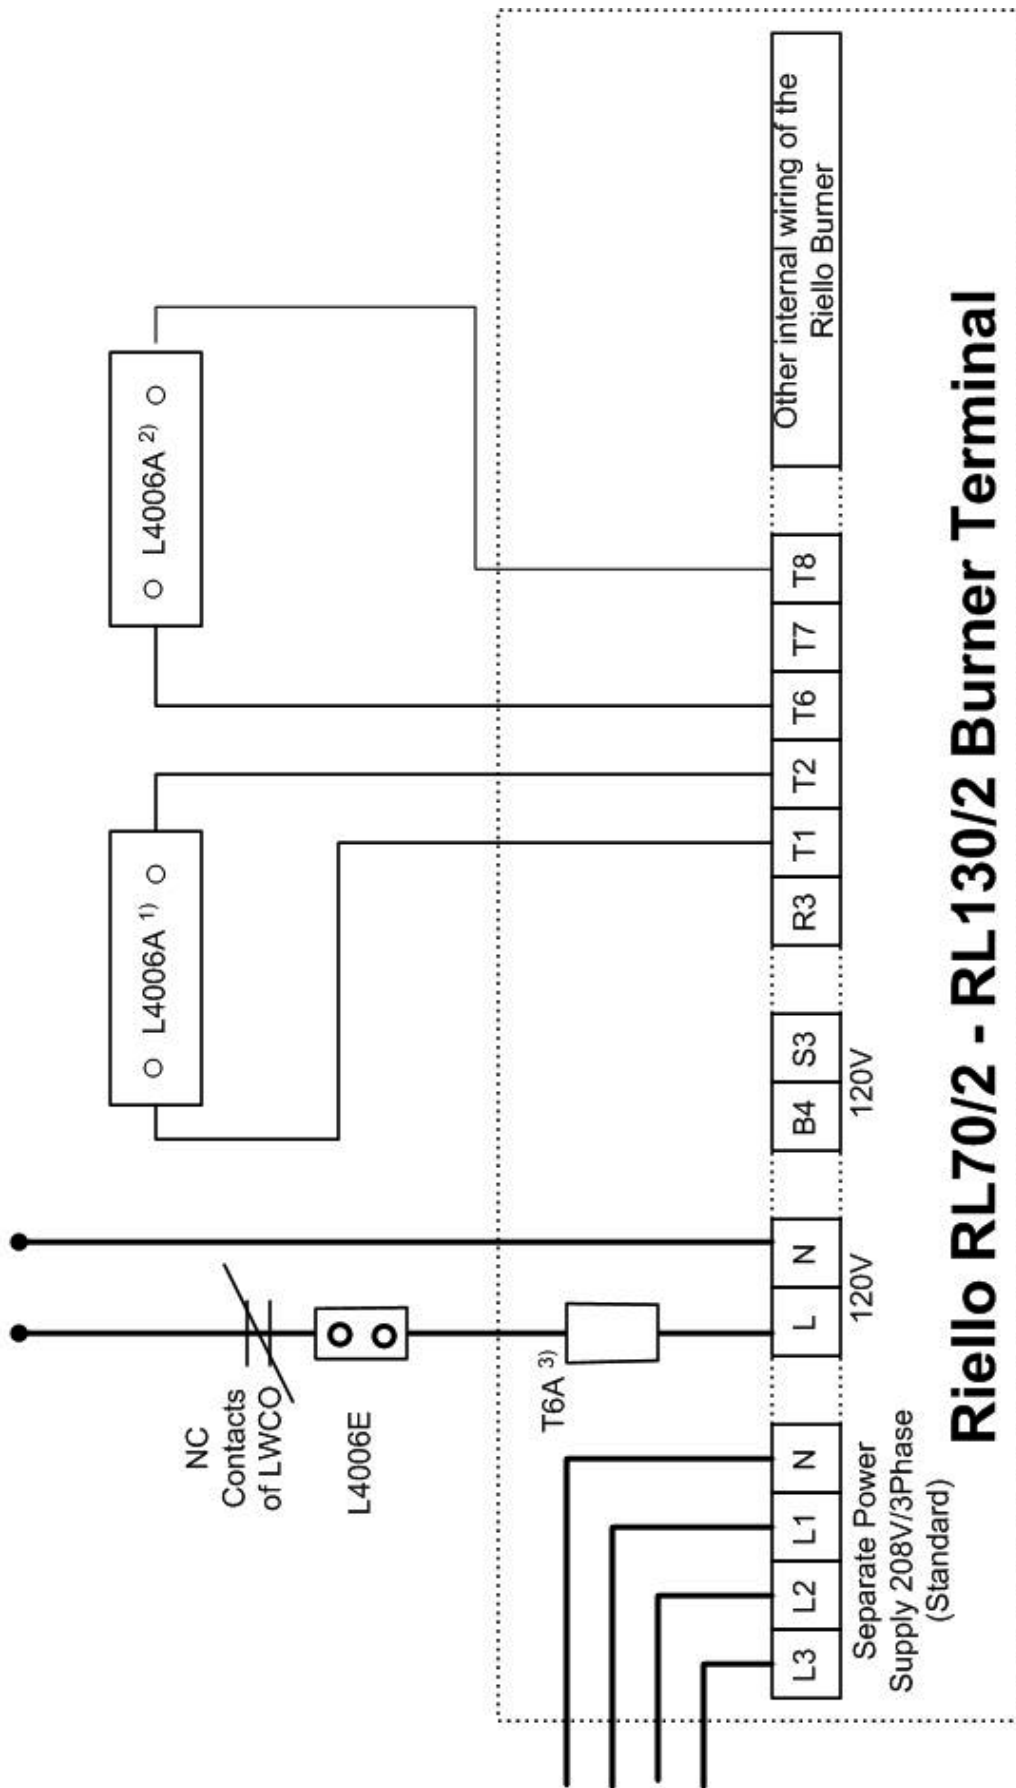 NC
Contacts
of LWCO
L4006E
L4006A 1)
L4006A 2)
T6A 3)
L3 L2 L1 N L N B4 S3 R3 T1 T2 T6 T7 T8
Other internal wiring of the
Riello Burner
Separate Power
Supply 208V/3Phase
(Standard)
120V
120V
Riello RL70/2 - RL130/2 Burner Terminal